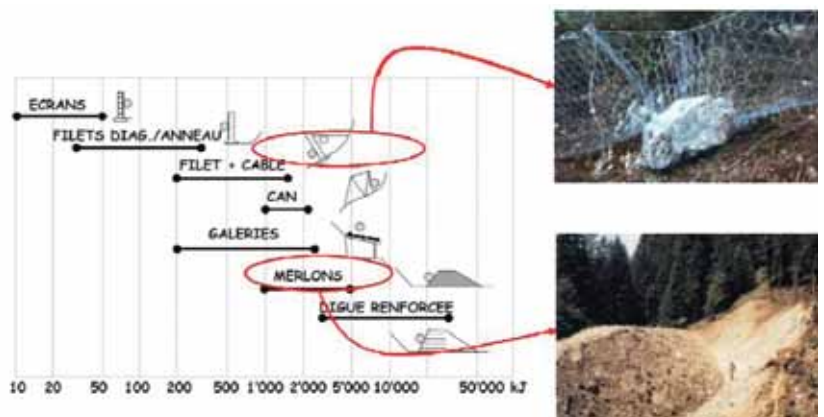 ECRANS
FILETS DIAG./ANNEAU
FILET + CABLE
CAN
GALERIES
MERLONS
DIGUE RENFORCEE
10 20 50 100 200 500 1'000 2'000 5'000 10'000 50'000 kJ